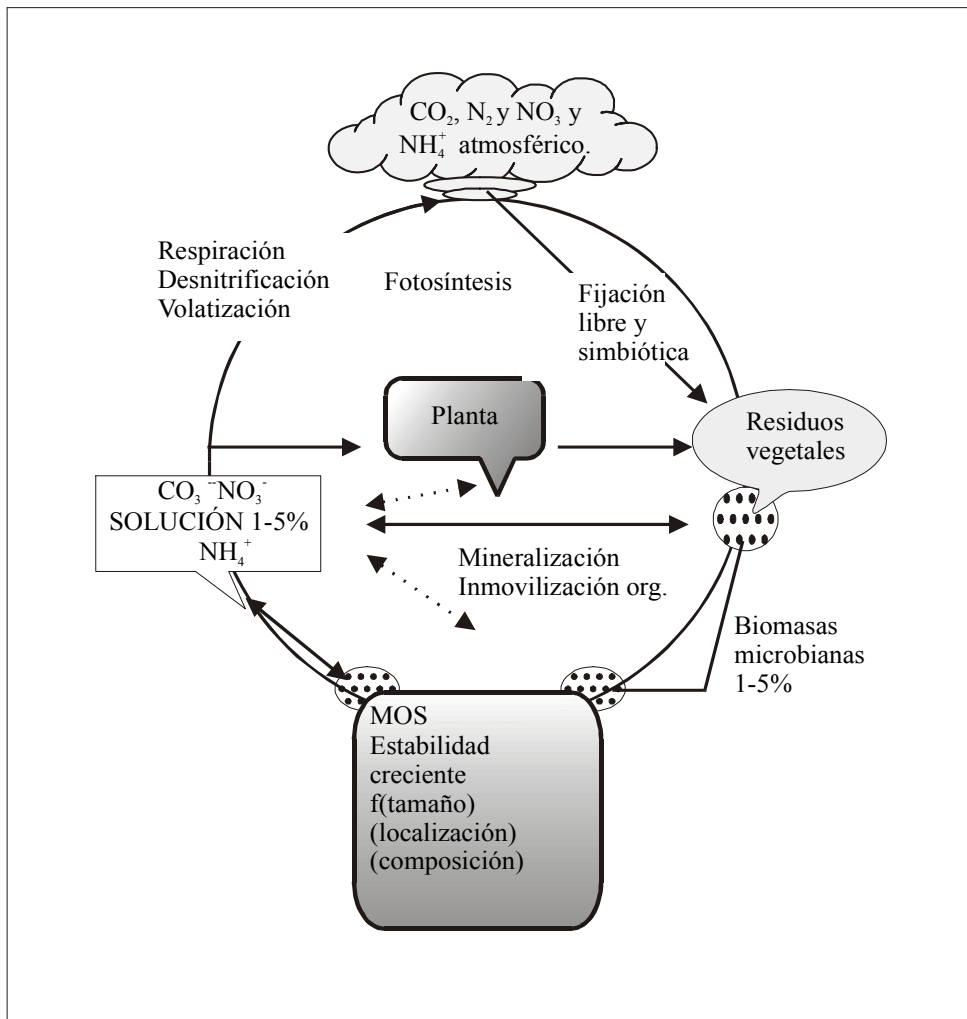 CO₂, N₂ y NO₃ y
NH₄⁺ atmosférico.
Respiración
Desnitrificación
Volatización
Fotosíntesis
Fijación
libre y
simbiótica
Planta
Residuos
vegetales
CO₃⁻⁻NO₃⁻
SOLUCIÓN 1-5%
NH₄⁺
Mineralización
Inmovilización org.
Biomasas
microbianas
1-5%
MOS
Estabilidad
creciente
f(tamaño)
(localización)
(composición)